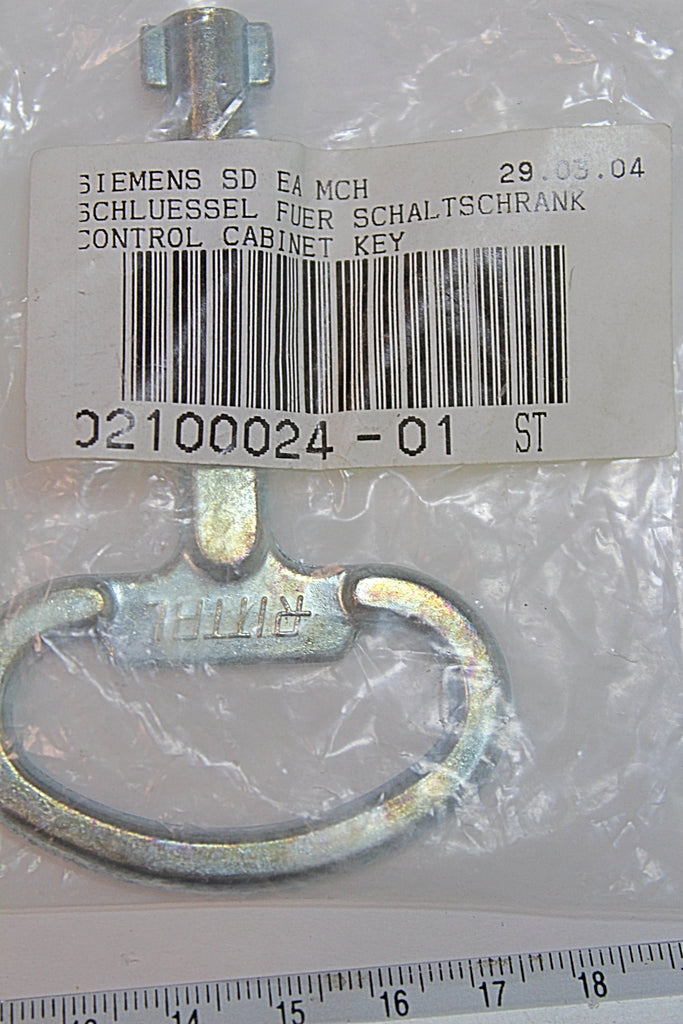 SIEMENS SD EA MCH 29.03.04
SCHLUESSEL FUER SCHALTSCHRANK
CONTROL CABINET KEY
02100024-01 ST
RITTAL
13 14 15 16 17 18